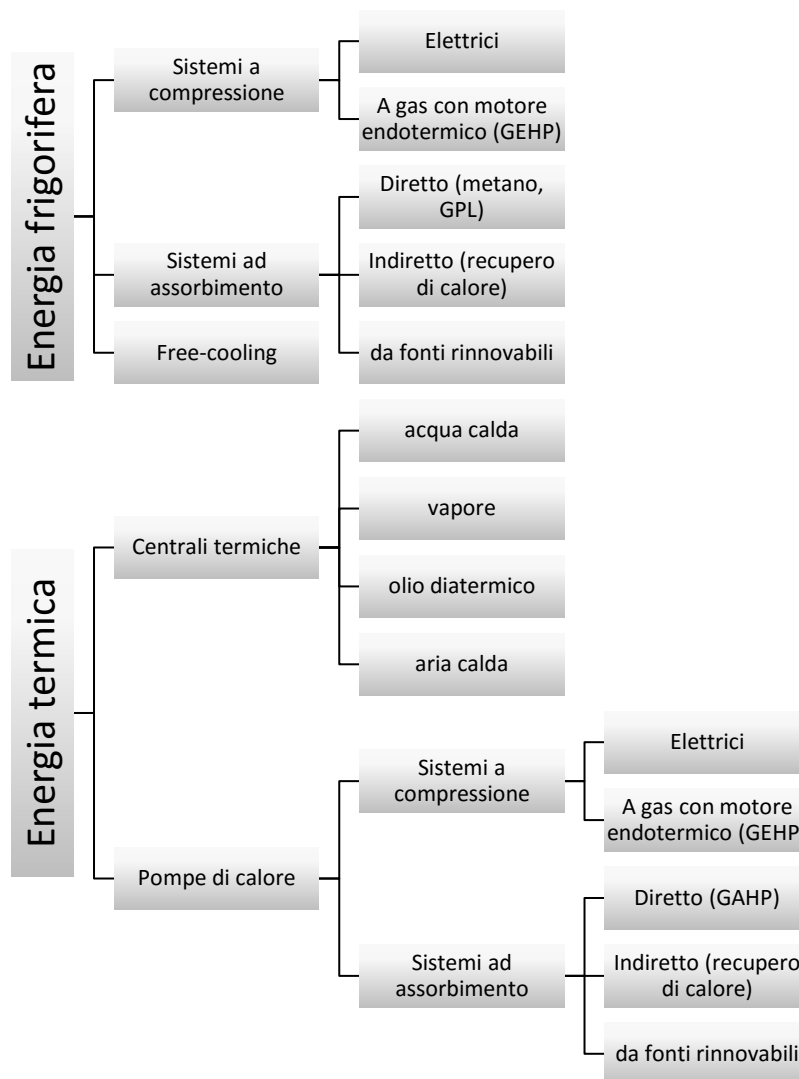 Energia frigorifera
Sistemi a
compressione
Elettrici
A gas con motore
endotermico (GEHP)
Sistemi ad
assorbimento
Diretto (metano,
GPL)
Indiretto (recupero
di calore)
da fonti rinnovabili
Free-cooling
Energia termica
Centrali termiche
acqua calda
vapore
olio diatermico
aria calda
Pompe di calore
Sistemi a
compressione
Elettrici
A gas con motore
endotermico (GEHP
Sistemi ad
assorbimento
Diretto (GAHP)
Indiretto (recupero
di calore)
da fonti rinnovabili